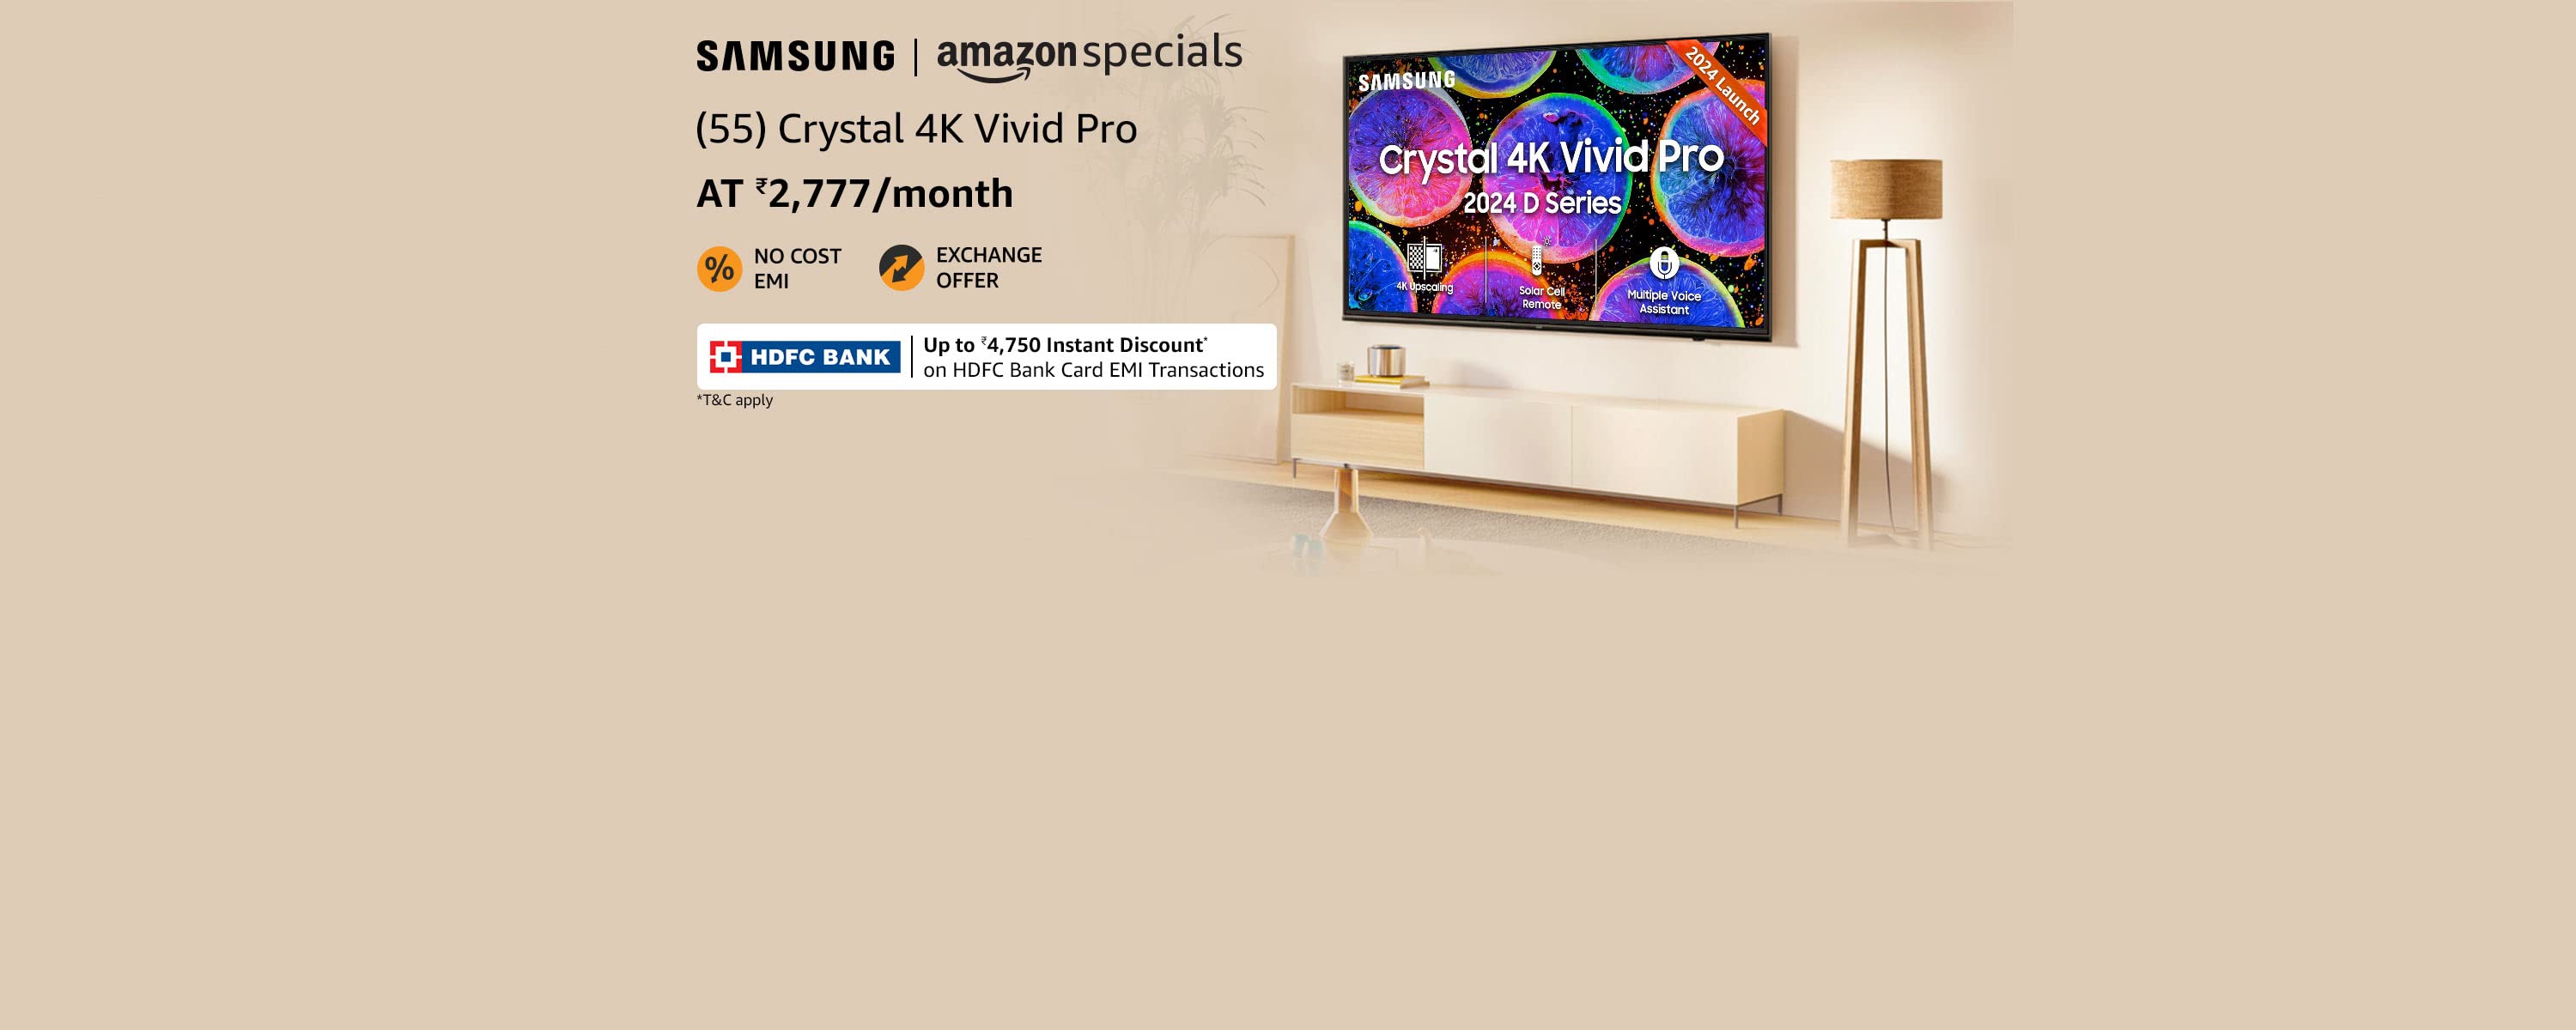 SAMSUNG | amazon specials
(55) Crystal 4K Vivid Pro
AT ₹2,777/month
% NO COST
EMI
EXCHANGE
OFFER
HDFC BANK
Up to ₹4,750 Instant Discount*
on HDFC Bank Card EMI Transactions
*T&C apply
SAMSUNG
2024 Launch
Crystal 4K Vivid Pro
2024 D Series
4K Upscaling
Solar Cell
Remote
Multiple Voice
Assistant